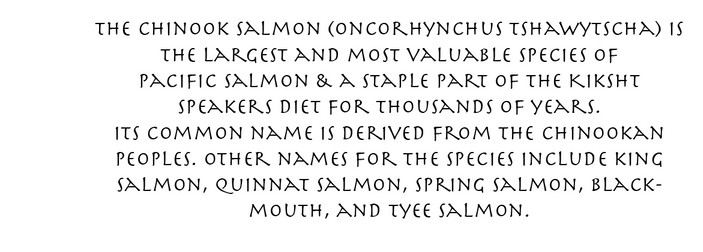 THE CHINOOK SALMON (ONCORHYNCHUS TSHAWYTSCHA) IS
THE LARGEST AND MOST VALUABLE SPECIES OF
PACIFIC SALMON & A STAPLE PART OF THE KIKSHT
SPEAKERS DIET FOR THOUSANDS OF YEARS.
ITS COMMON NAME IS DERIVED FROM THE CHINOOKAN
PEOPLES. OTHER NAMES FOR THE SPECIES INCLUDE KING
SALMON, QUINNAT SALMON, SPRING SALMON, BLACK-
MOUTH, AND TYEE SALMON.